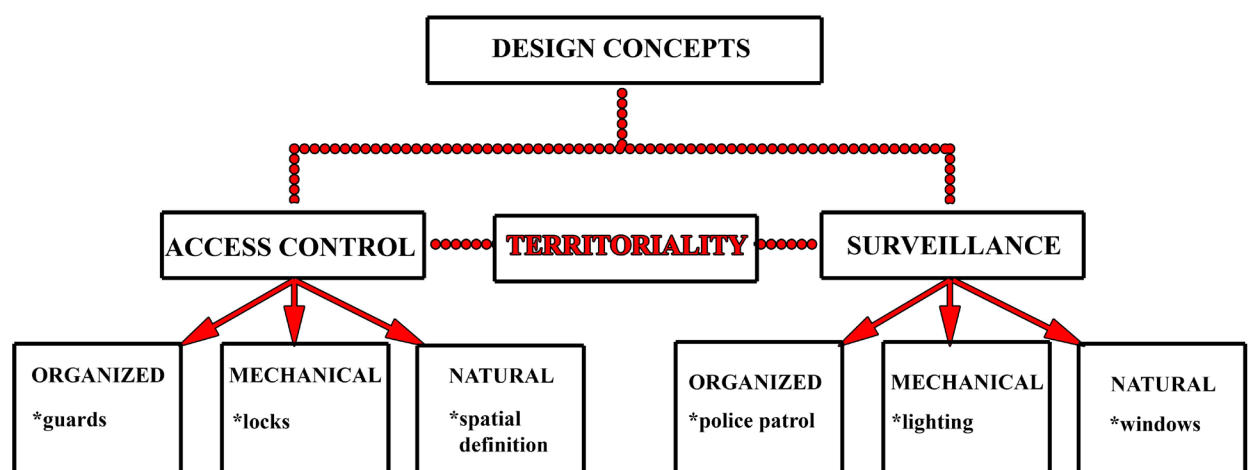 DESIGN CONCEPTS
ACCESS CONTROL
TERRITORIALITY
SURVEILLANCE
ORGANIZED
*guards
MECHANICAL
*locks
NATURAL
*spatial
definition
ORGANIZED
*police patrol
MECHANICAL
*lighting
NATURAL
*windows